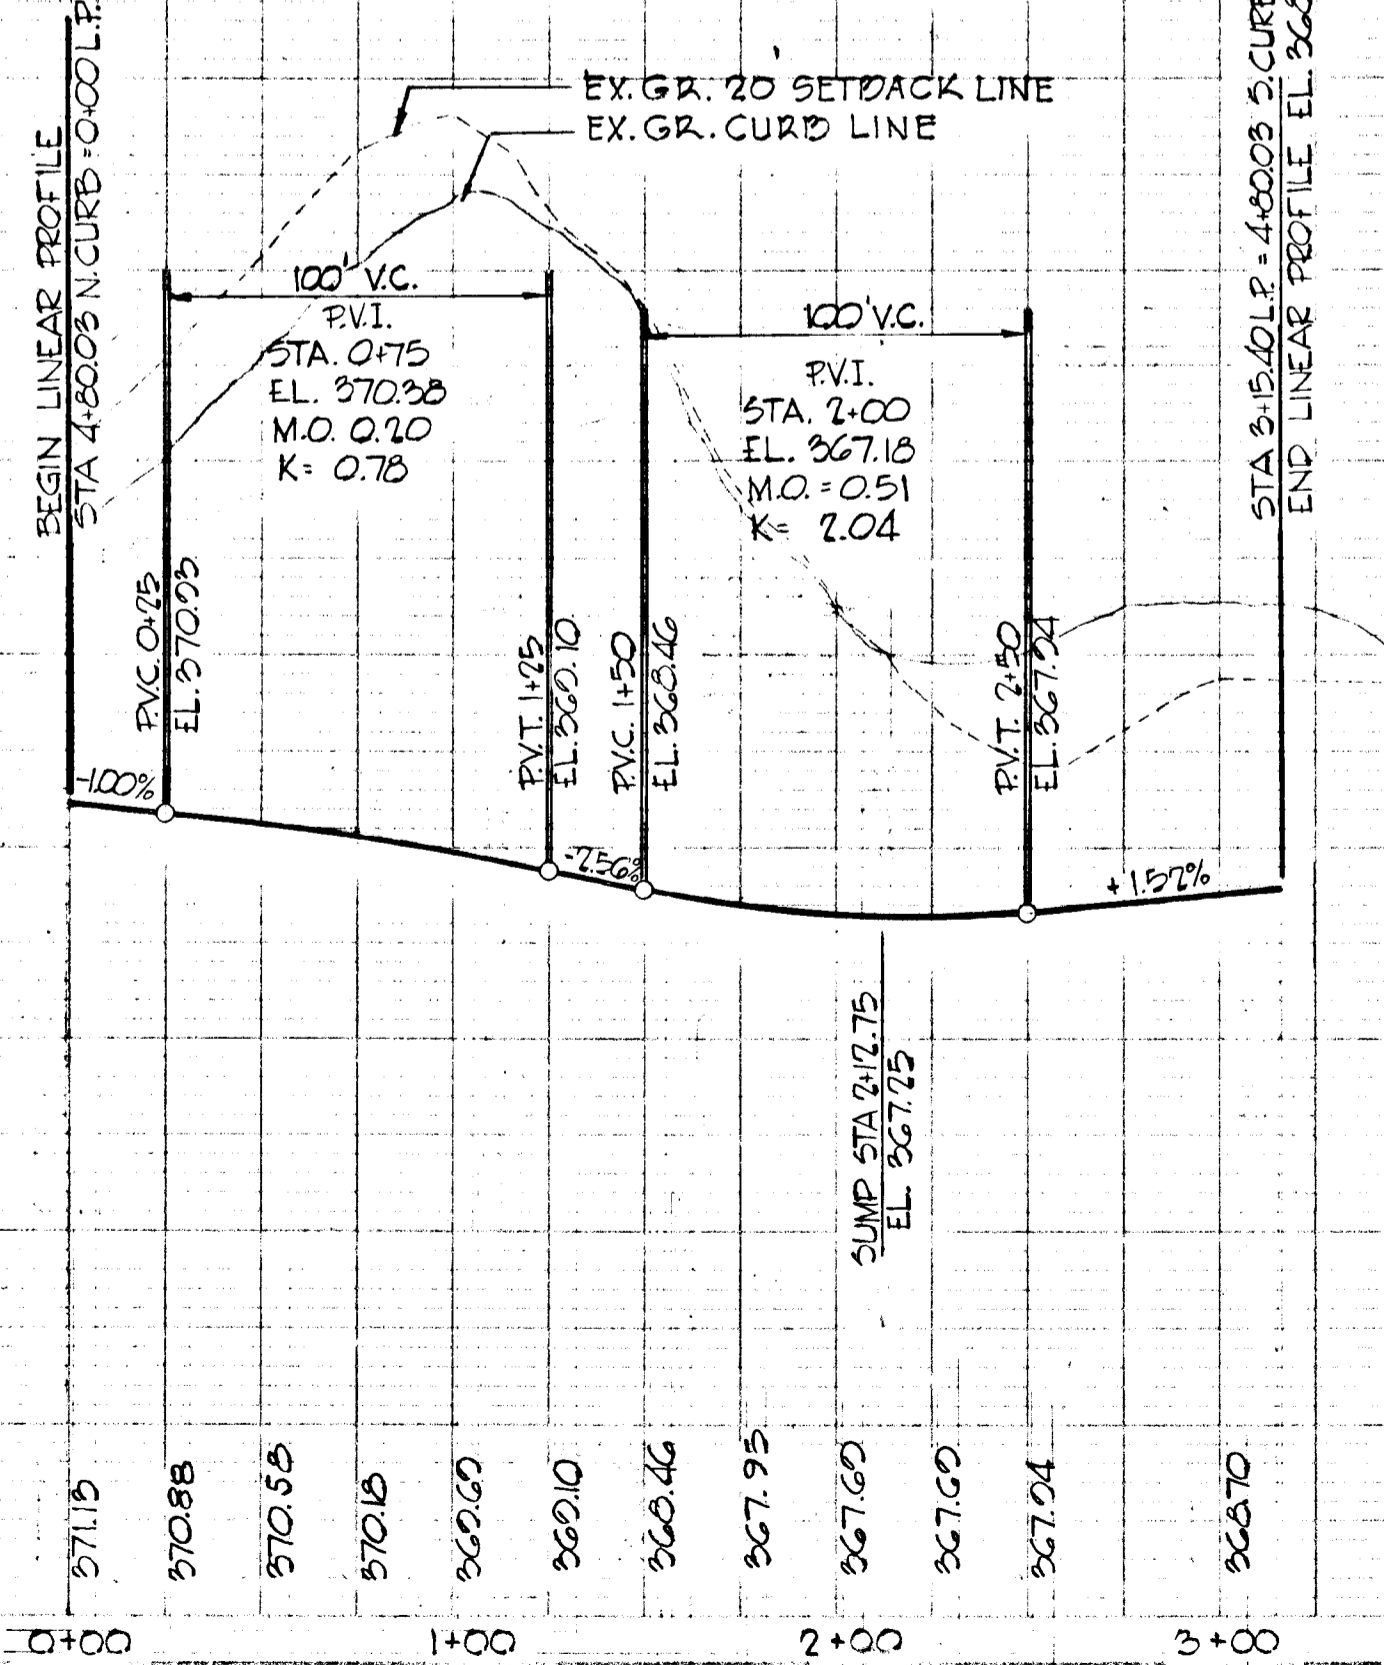 EX. GR. 20' SETBACK LINE
EX. GR. CURB LINE
BEGIN LINEAR PROFILE
STA 4+80.03 N. CURB = 0+00 L.P.
100' V.C.
P.V.I.
STA. 0+75
EL. 370.38
M.O. 0.20
K= 0.78
100' V.C.
P.V.I.
STA. 2+00
EL. 367.18
M.O. = 0.51
K= 2.04
STA 3+15.40 L.P. = 4+80.03 S. CURB
END LINEAR PROFILE EL. 368
P.V.C. 0+25
EL. 370.93
P.V.T. 1+25
EL. 369.10
P.V.C. 1+50
EL. 368.46
P.V.T. 2+50
EL. 367.94
-1.00%
-2.56%
+1.52%
SUMP STA 2+12.75
EL. 367.25
371.13
370.88
370.58
370.18
369.69
369.10
368.46
367.95
367.69
367.69
367.94
368.70
0+00
1+00
2+00
3+00